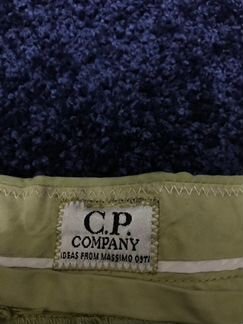 C.P.
COMPANY
IDEAS FROM MASSIMO OSTI